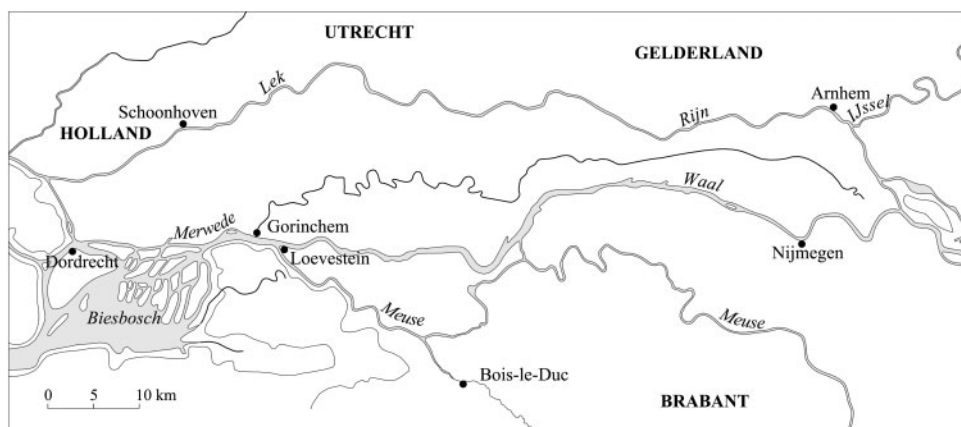 UTRECHT
GELDERLAND
Lek
Schoonhoven
HOLLAND
Rijn
Arnhem
IJssel
Waal
Merwede
Gorinchem
Loevestein
Dordrecht
Nijmegen
Biesbosch
Meuse
Meuse
Bois-le-Duc
BRABANT
0 5 10 km